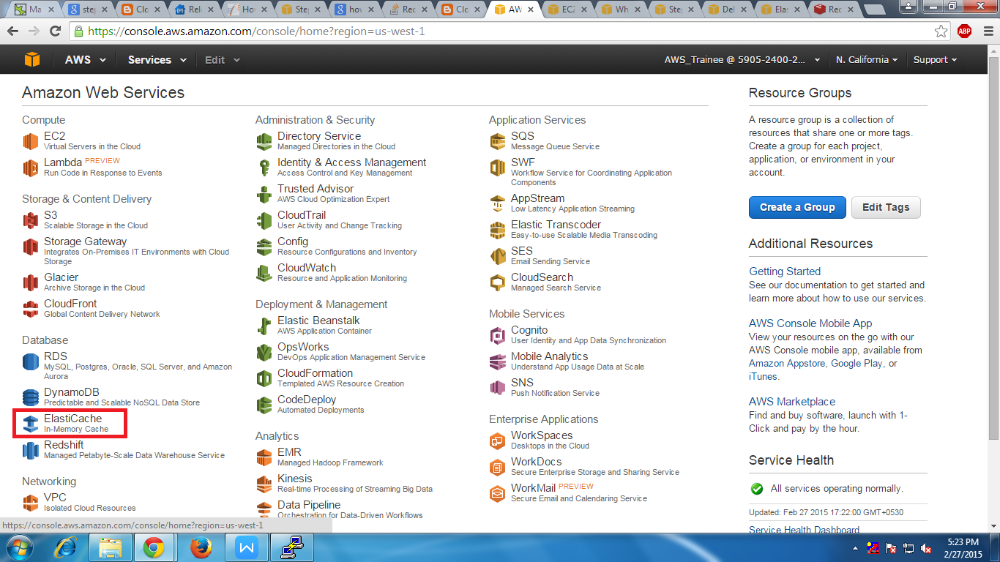 Ma
step
Clo
Rele
Ho
Step
how
Rec
Clo
AWS
EC2
Wh
Step
Del
Elas
Red
https://console.aws.amazon.com/console/home?region=us-west-1
ABP
AWS Services Edit AWS_Trainee @ 5905-2400-2... N. California Support
Amazon Web Services
Compute
EC2
Virtual Servers in the Cloud
Lambda PREVIEW
Run Code in Response to Events
Storage & Content Delivery
S3
Scalable Storage in the Cloud
Storage Gateway
Integrates On-Premises IT Environments with Cloud
Storage
Glacier
Archive Storage in the Cloud
CloudFront
Global Content Delivery Network
Database
RDS
MySQL, Postgres, Oracle, SQL Server, and Amazon
Aurora
DynamoDB
Predictable and Scalable NoSQL Data Store
ElastiCache
In-Memory Cache
Redshift
Managed Petabyte-Scale Data Warehouse Service
Networking
VPC
Isolated Cloud Resources
Administration & Security
Directory Service
Managed Directories in the Cloud
Identity & Access Management
Access Control and Key Management
Trusted Advisor
AWS Cloud Optimization Expert
CloudTrail
User Activity and Change Tracking
Config
Resource Configurations and Inventory
CloudWatch
Resource and Application Monitoring
Deployment & Management
Elastic Beanstalk
AWS Application Container
OpsWorks
DevOps Application Management Service
CloudFormation
Templated AWS Resource Creation
CodeDeploy
Automated Deployments
Analytics
EMR
Managed Hadoop Framework
Kinesis
Real-time Processing of Streaming Big Data
Data Pipeline
Orchestration for Data-Driven Workflows
Application Services
SQS
Message Queue Service
SWF
Workflow Service for Coordinating Application
Components
AppStream
Low Latency Application Streaming
Elastic Transcoder
Easy-to-use Scalable Media Transcoding
SES
Email Sending Service
CloudSearch
Managed Search Service
Mobile Services
Cognito
User Identity and App Data Synchronization
Mobile Analytics
Understand App Usage Data at Scale
SNS
Push Notification Service
Enterprise Applications
WorkSpaces
Desktops in the Cloud
WorkDocs
Secure Enterprise Storage and Sharing Service
WorkMail PREVIEW
Secure Email and Calendaring Service
Resource Groups
A resource group is a collection of
resources that share one or more tags.
Create a group for each project,
application, or environment in your
account.
Create a Group Edit Tags
Additional Resources
Getting Started
See our documentation to get started and
learn more about how to use our services.
AWS Console Mobile App
View your resources on the go with our
AWS Console mobile app, available from
Amazon Appstore, Google Play, or
iTunes.
AWS Marketplace
Find and buy software, launch with 1-
Click and pay by the hour.
Service Health
All services operating normally.
Updated: Feb 27 2015 17:22:00 GMT+0530
Service Health Dashboard
https://console.aws.amazon.com/console/home?region=us-west-1
5:23 PM
2/27/2015